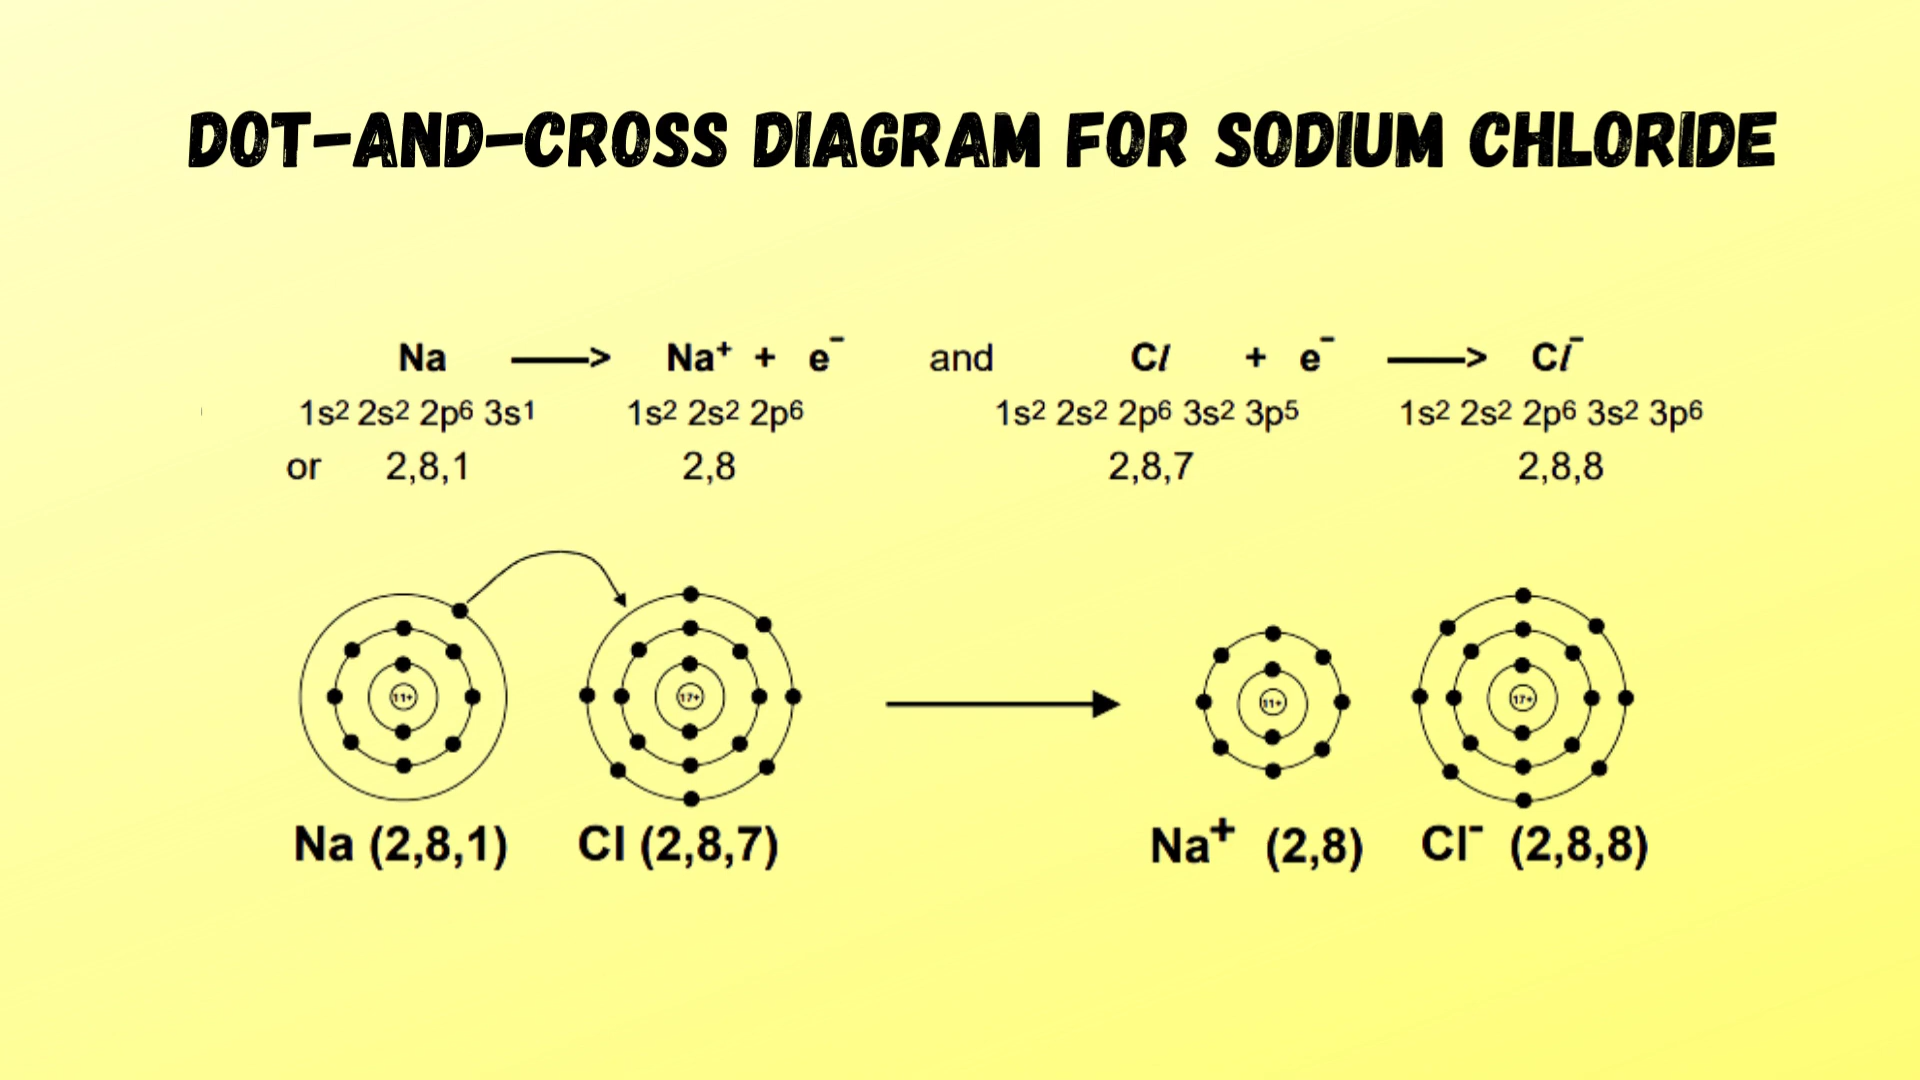 DOT-AND-CROSS DIAGRAM FOR SODIUM CHLORIDE
Na ——> Na⁺ + e⁻ and Cl + e⁻ ——> Cl⁻
1s² 2s² 2p⁶ 3s¹ 1s² 2s² 2p⁶ 1s² 2s² 2p⁶ 3s² 3p⁵ 1s² 2s² 2p⁶ 3s² 3p⁶
or 2,8,1 2,8 2,8,7 2,8,8
11+ 17+ 11+ 17+
Na (2,8,1) Cl (2,8,7) Na⁺ (2,8) Cl⁻ (2,8,8)